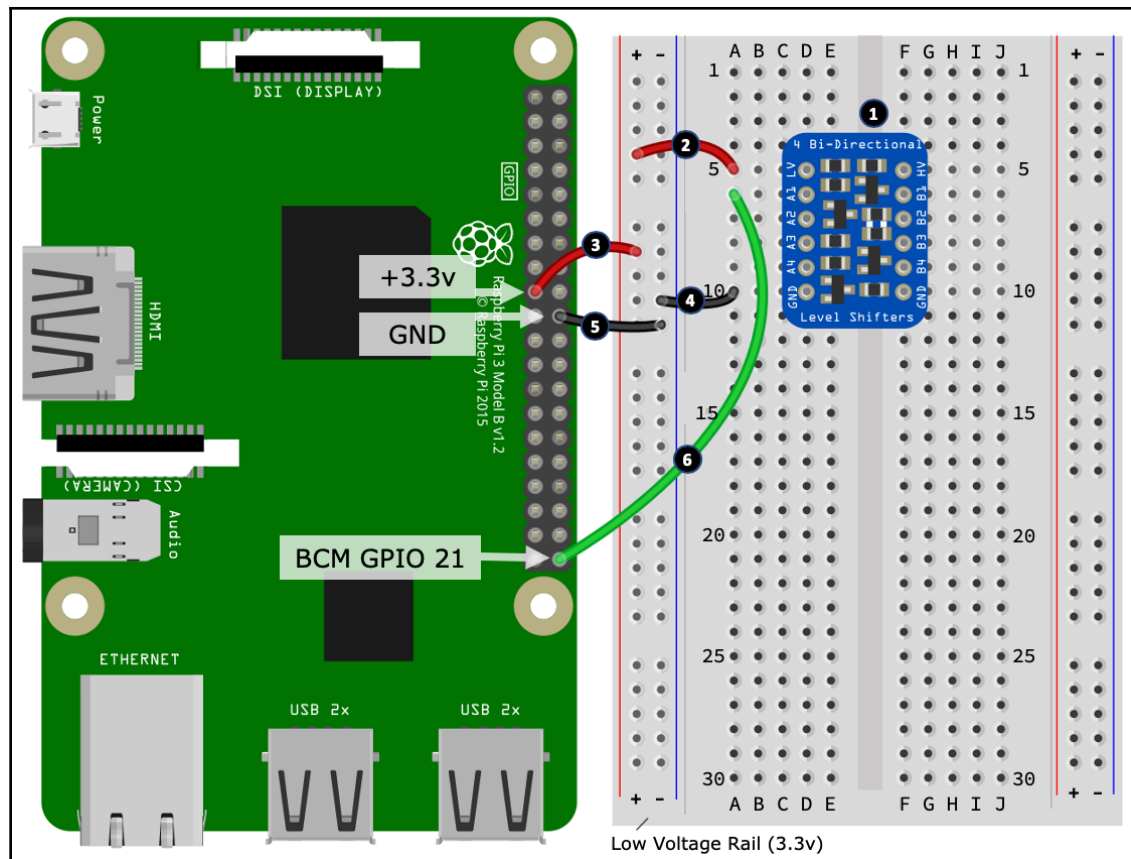 DSI (DISPLAY)
Power
GPIO
HDMI
+3.3v
GND
Raspberry Pi 3 Model B v1.2
© Raspberry Pi 2015
CSI (CAMERA)
Audio
BCM GPIO 21
ETHERNET
USB 2x
USB 2x
+ -
A B C D E
F G H I J
+ -
1
1
5
5
10
10
15
15
20
20
25
25
30
30
+ -
A B C D E
F G H I J
+ -
1
2
3
4
5
6
4 Bi-Directional
LV
A1
A2
A3
A4
GND
HV
B1
B2
B3
B4
GND
Level Shifters
Low Voltage Rail (3.3v)